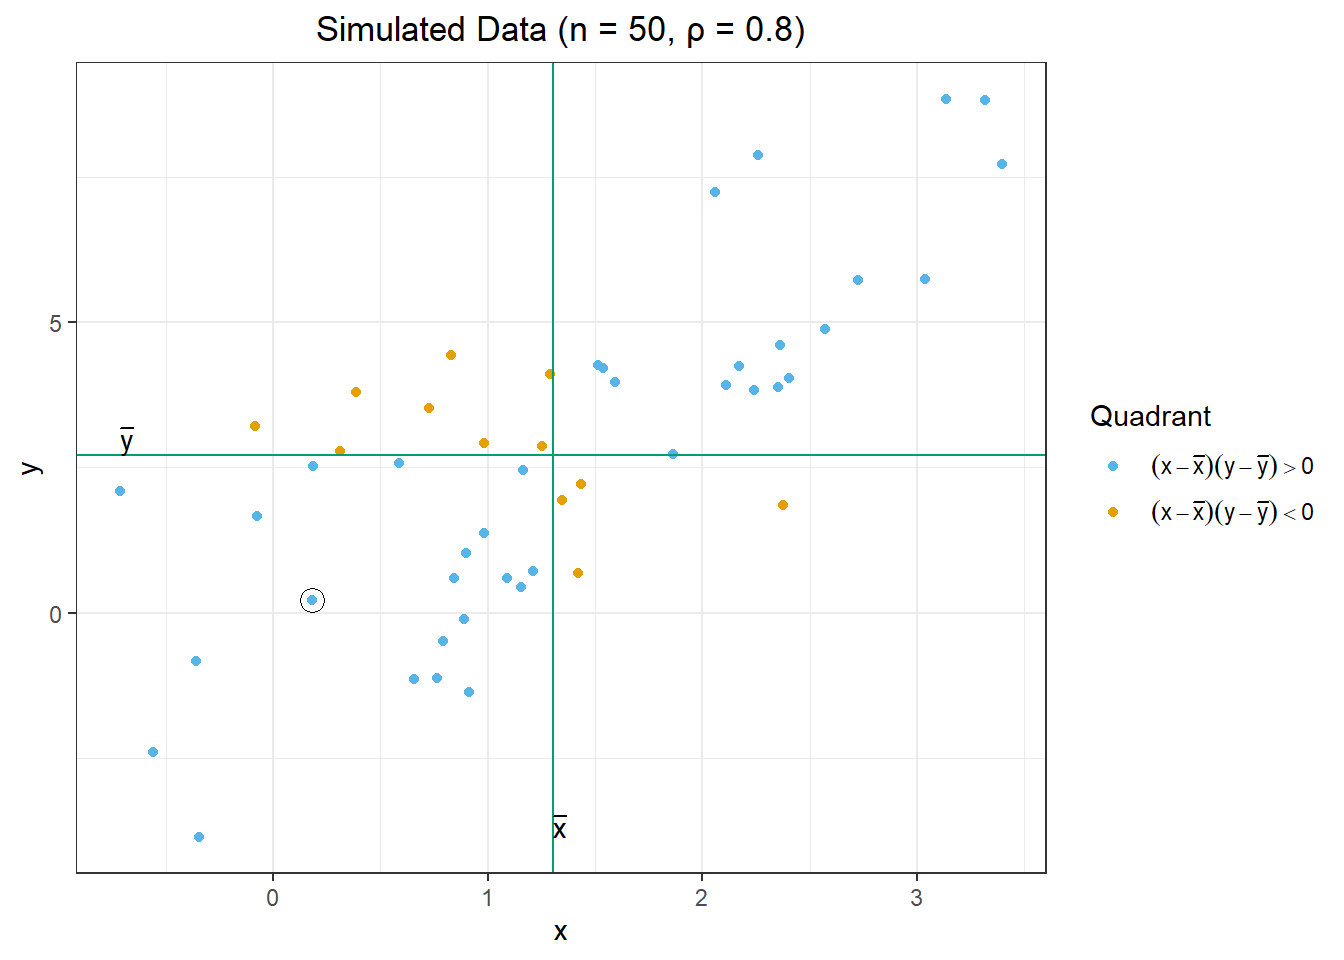 Simulated Data (n = 50, ρ = 0.8)
5
0
y
y̅
x̅
0
1
2
3
x
Quadrant
(x − x̅)(y − y̅) > 0
(x − x̅)(y − y̅) < 0